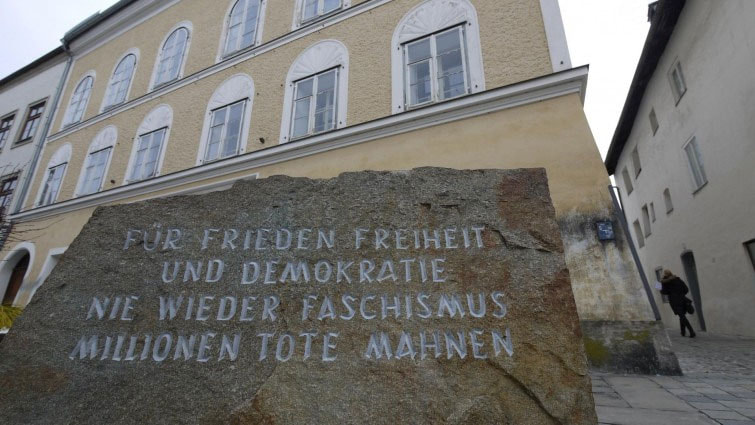 FÜR FRIEDEN FREIHEIT
UND DEMOKRATIE
NIE WIEDER FASCHISMUS
MILLIONEN TOTE MAHNEN